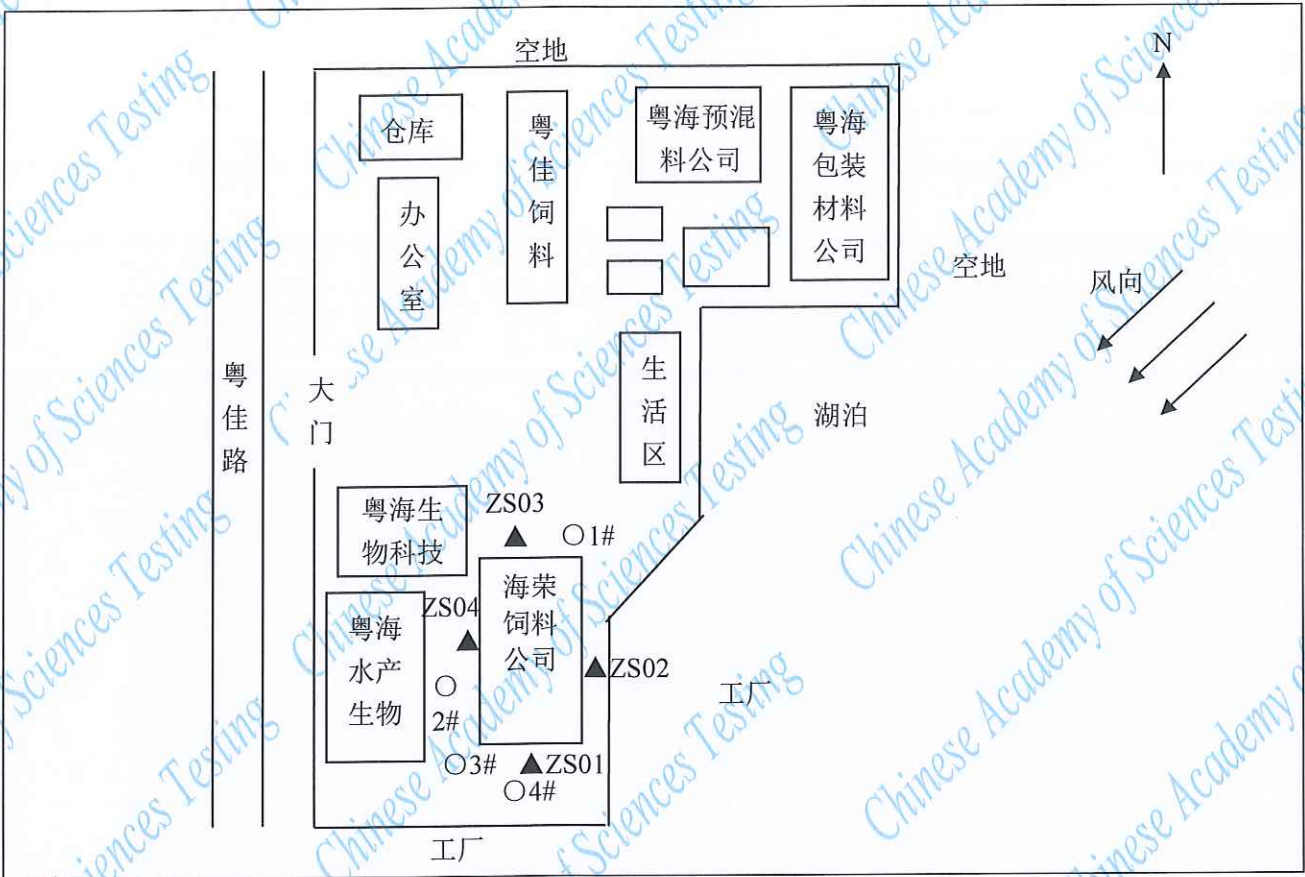 空地
N
仓库
粤佳饲料
粤海预混
料公司
粤海
包装
材料
公司
办公室
空地
风向
粤佳路
大门
生活区
湖泊
粤海生
物科技
ZS03
1#
海荣
饲料
公司
ZS04
粤海
水产
生物
ZS02
2#
工厂
3#
ZS01
4#
工厂
Chinese Academy of Sciences Testing